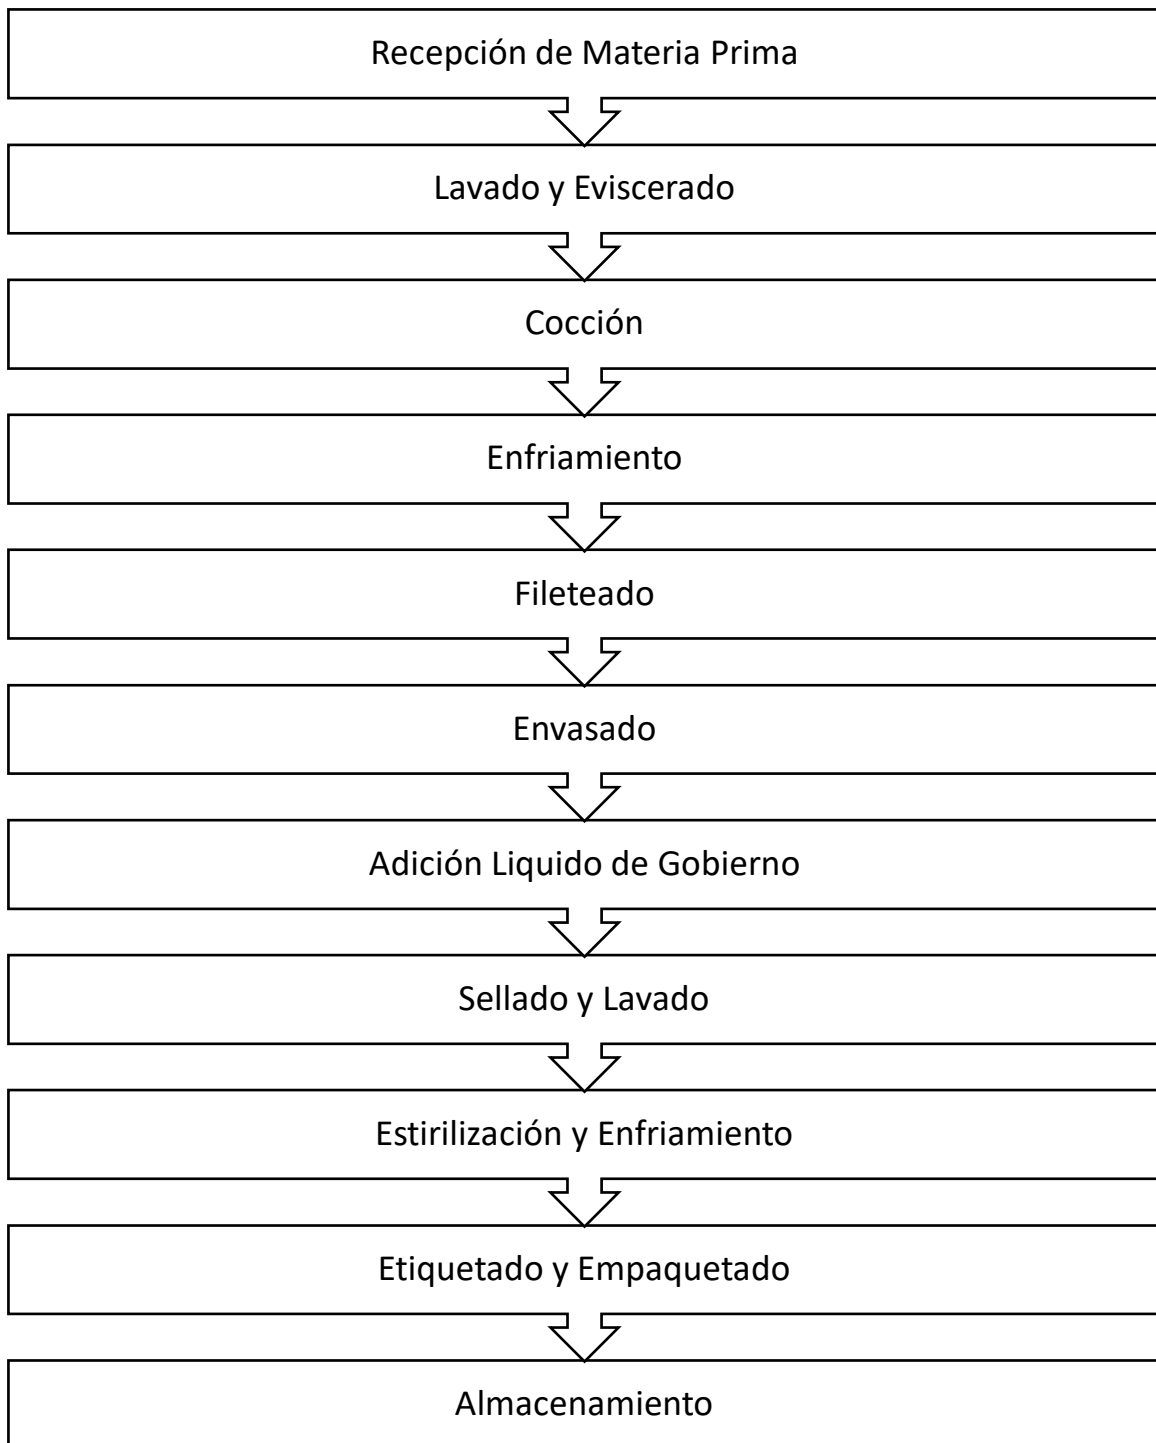 Recepción de Materia Prima
Lavado y Eviscerado
Cocción
Enfriamiento
Fileteado
Envasado
Adición Liquido de Gobierno
Sellado y Lavado
Estirilización y Enfriamiento
Etiquetado y Empaquetado
Almacenamiento